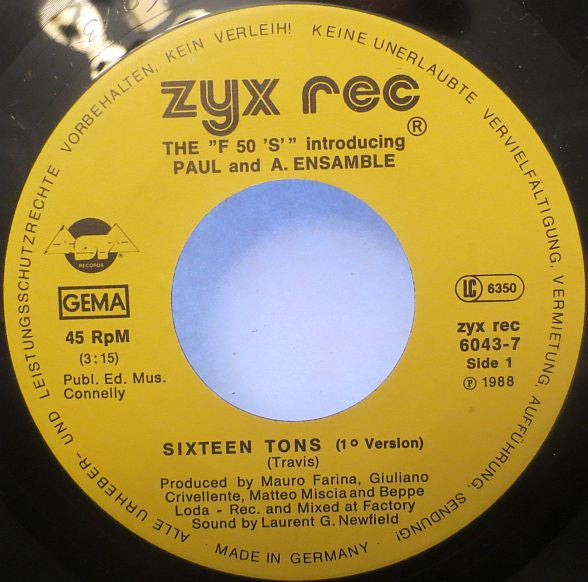 ALLE URHEBER- UND LEISTUNGSSCHUTZRECHTE VORBEHALTEN, KEIN VERLEIH! KEINE UNERLAUBTE VERVIELFÄLTIGUNG, VERMIETUNG, AUFFÜHRUNG, SENDUNG!
zyx rec®
THE "F 50 'S'" introducing
PAUL and A. ENSAMBLE
RECORDS
GEMA
45 RpM
(3:15)
Publ. Ed. Mus.
Connelly
LC 6350
zyx rec
6043-7
Side 1
℗ 1988
SIXTEEN TONS (1° Version)
(Travis)
Produced by Mauro Farina, Giuliano
Crivellente, Matteo Miscia and Beppe
Loda - Rec. and Mixed at Factory
Sound by Laurent G. Newfield
MADE IN GERMANY